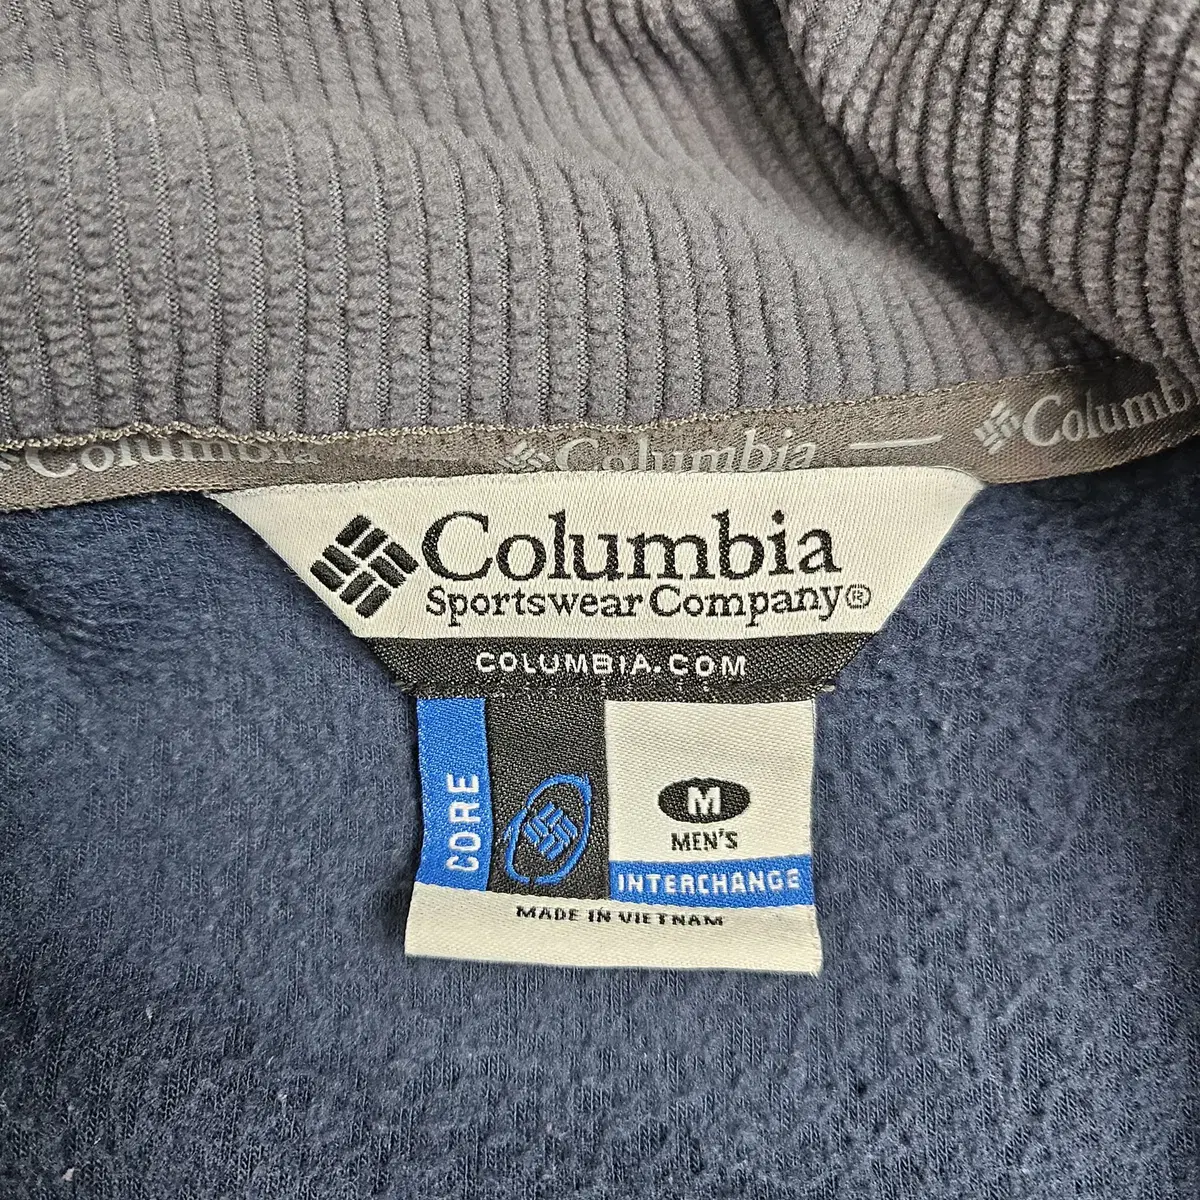 Columbia
Columbia
Columbia
Columbia
Sportswear Company®
COLUMBIA.COM
CORE
M
MEN'S
INTERCHANGE
MADE IN VIETNAM